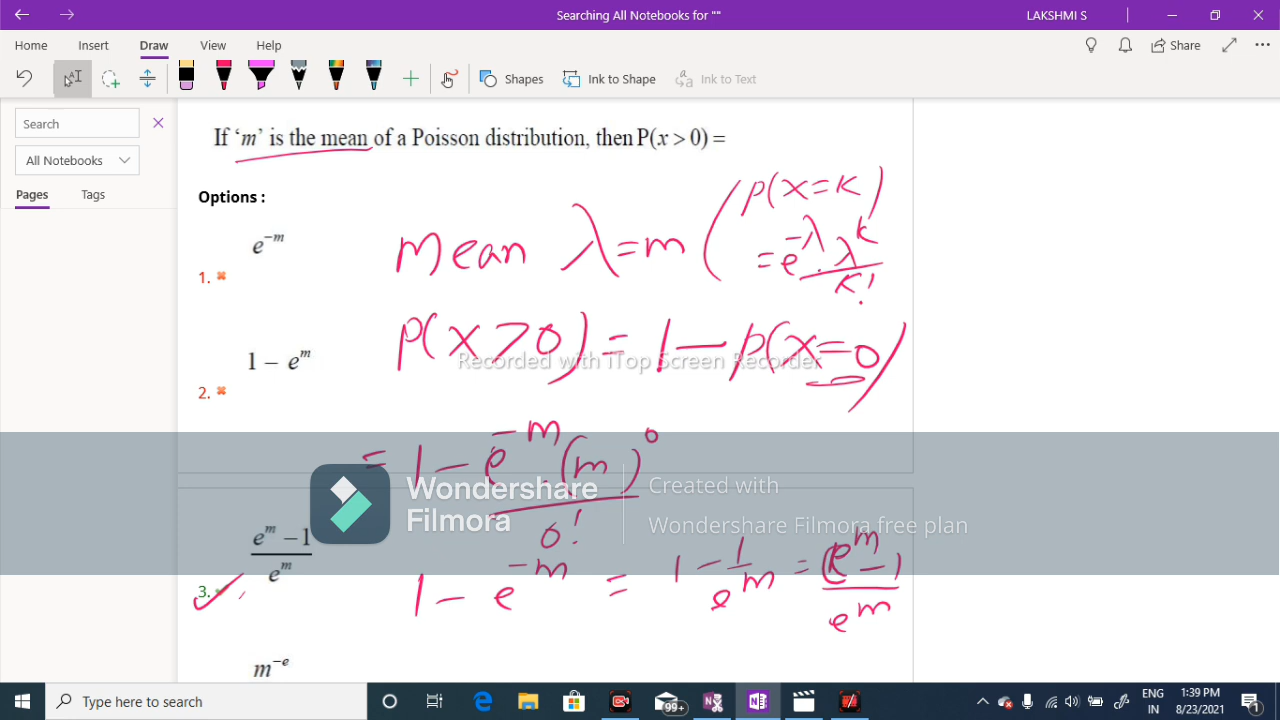 Searching All Notebooks for ""
LAKSHMI S
Home Insert Draw View Help
Share
Shapes
Ink to Shape
Ink to Text
Search
All Notebooks
Pages Tags
If ‘m’ is the mean of a Poisson distribution, then P(x > 0) =
Options :
e^{-m}
1.
mean λ = m
(P(X=K)
= e^{-λ} . λ^K / K!
P(X>0) = 1 - P(X=0)
Recorded with iTop Screen Recorder
1 − e^m
2.
= 1 - e^{-m} . (m)^0 / 0!
Wondershare
Filmora
Created with
Wondershare Filmora free plan
e^m − 1 / e^m
3.
1 - e^{-m} = 1 - 1 / e^m = e^m - 1 / e^m
m^{-e}
Type here to search
99+
ENG
IN
1:39 PM
8/23/2021
1